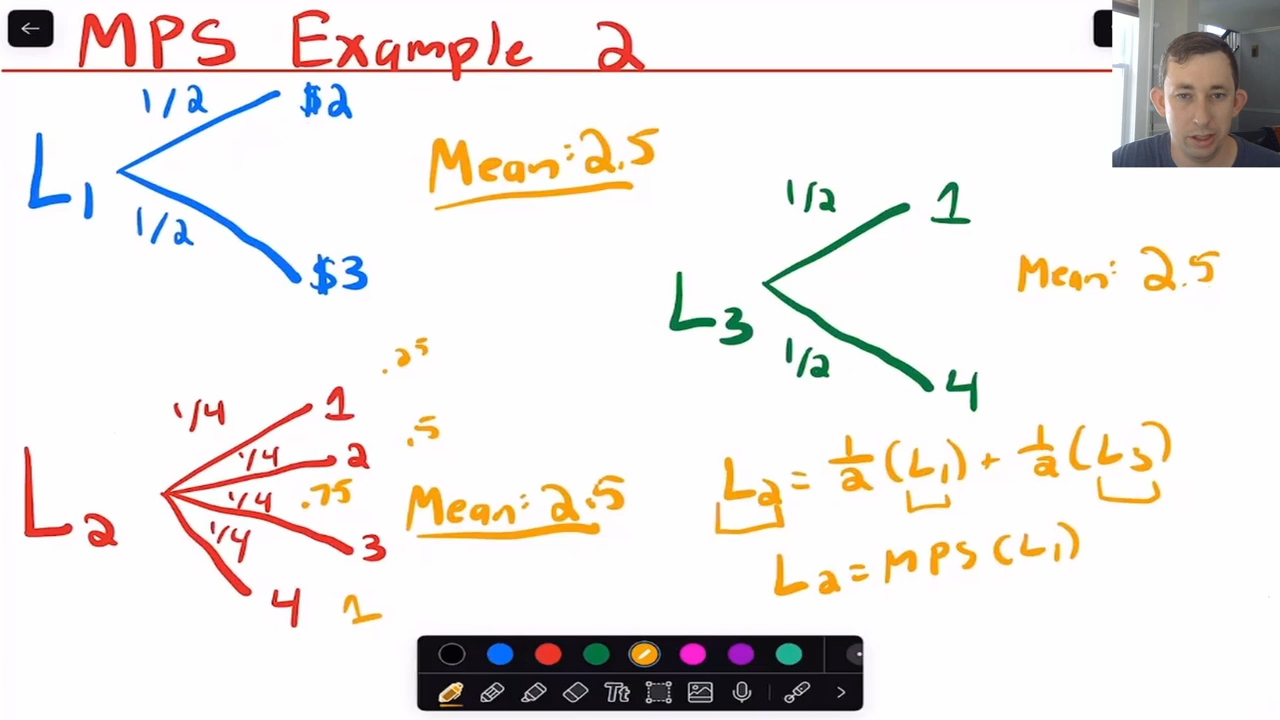 MPS Example 2
L1
1/2
$2
1/2
$3
Mean: 2.5
L3
1/2
1
1/2
4
Mean: 2.5
L2
1/4
1
.25
1/4
2
.5
1/4
3
.75
1/4
4
1
Mean: 2.5
L2 = 1/2 (L1) + 1/2 (L3)
L2 = MPS (L1)
Tt